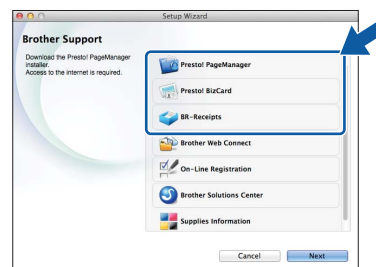 Setup Wizard
Brother Support
Download the Presto! PageManager
installer.
Access to the internet is required.
Presto! PageManager
Presto! BizCard
BR-Receipts
Brother Web Connect
On-Line Registration
Brother Solutions Center
Supplies Information
Cancel
Next